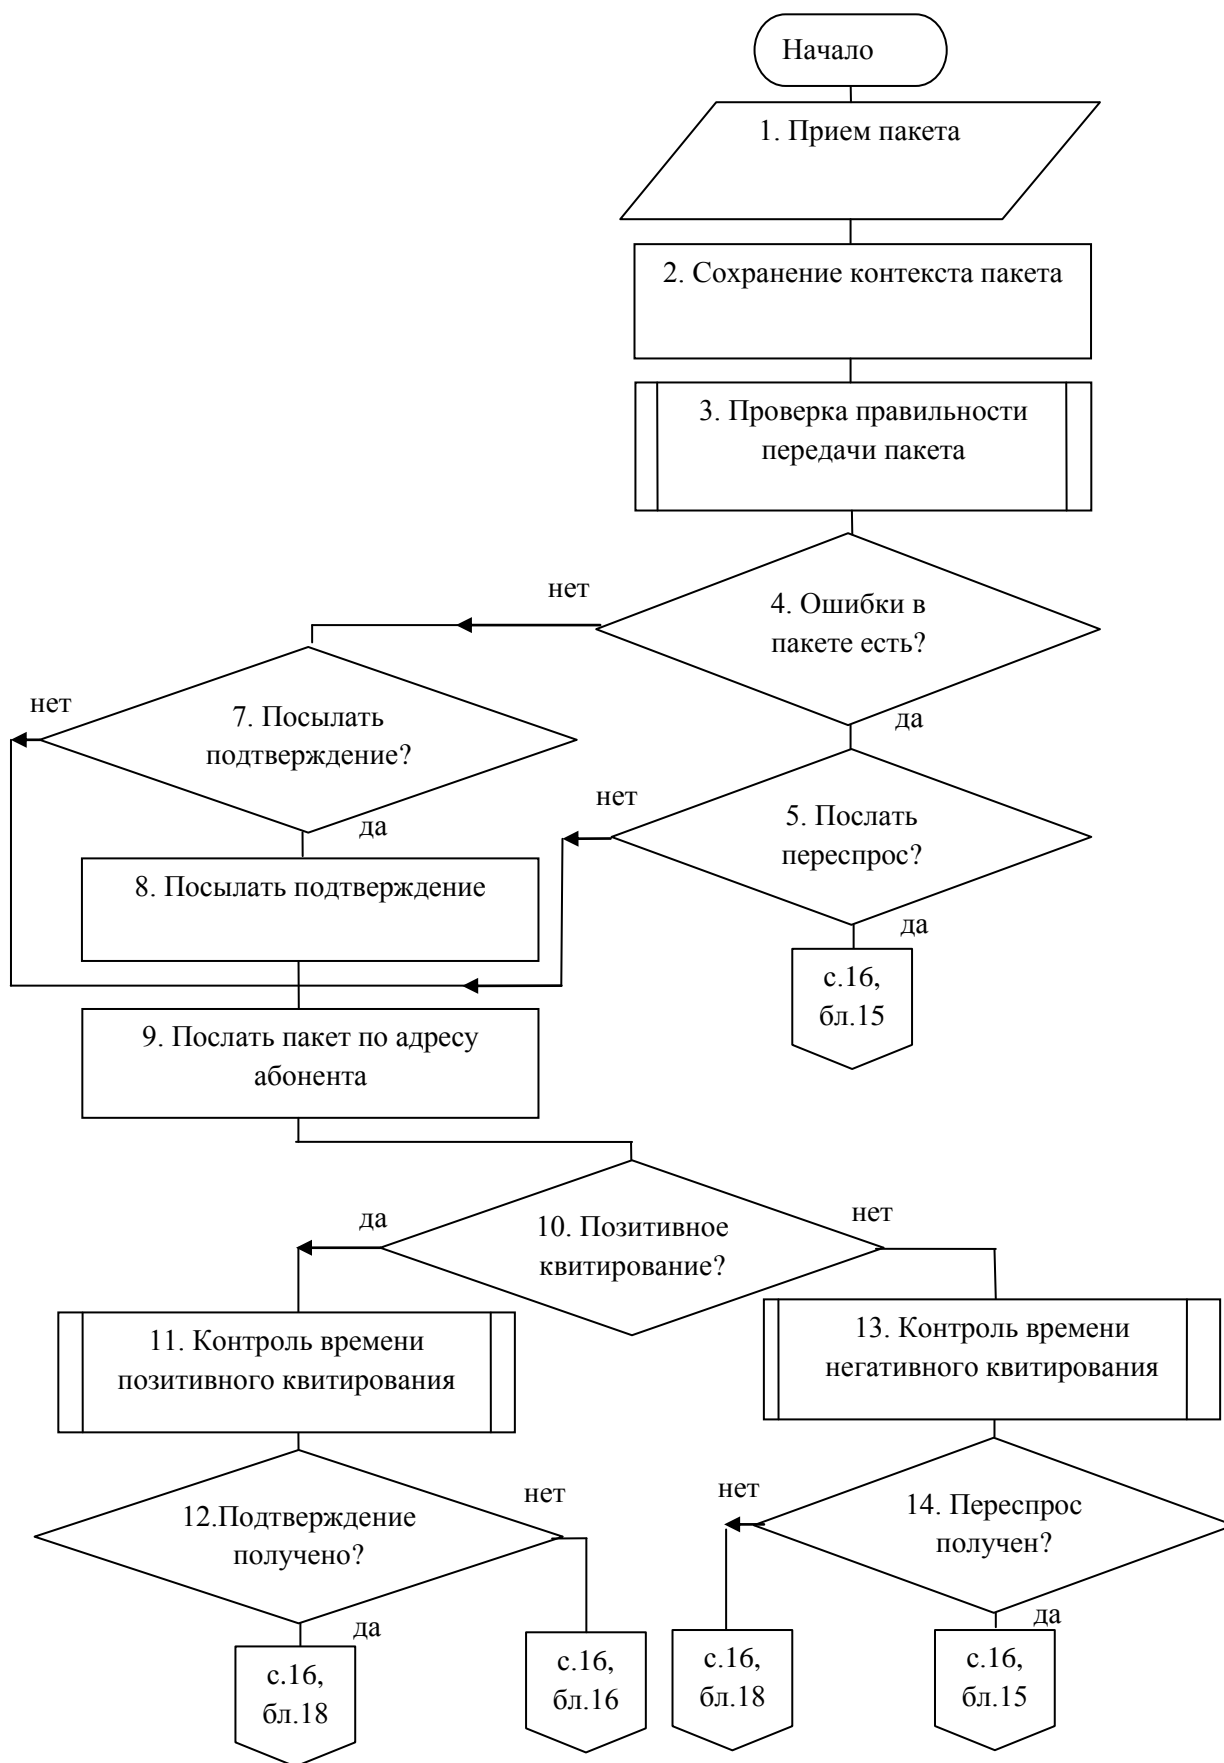 Начало
1. Прием пакета
2. Сохранение контекста пакета
3. Проверка правильности
передачи пакета
нет
4. Ошибки в
пакете есть?
да
нет
7. Посылать
подтверждение?
да
нет
5. Послать
переспрос?
да
8. Посылать подтверждение
с.16,
бл.15
9. Послать пакет по адресу
абонента
да
10. Позитивное
квитирование?
нет
11. Контроль времени
позитивного квитирования
13. Контроль времени
негативного квитирования
12.Подтверждение
получено?
нет
да
нет
14. Переспрос
получен?
да
с.16,
бл.18
с.16,
бл.16
с.16,
бл.18
с.16,
бл.15